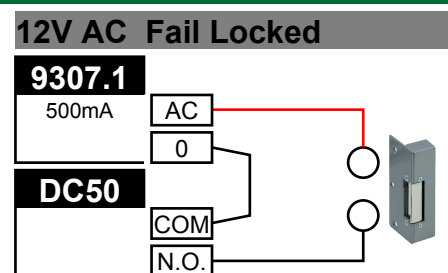 12V AC Fail Locked
9307.1
500mA
AC
0
DC50
COM
N.O.